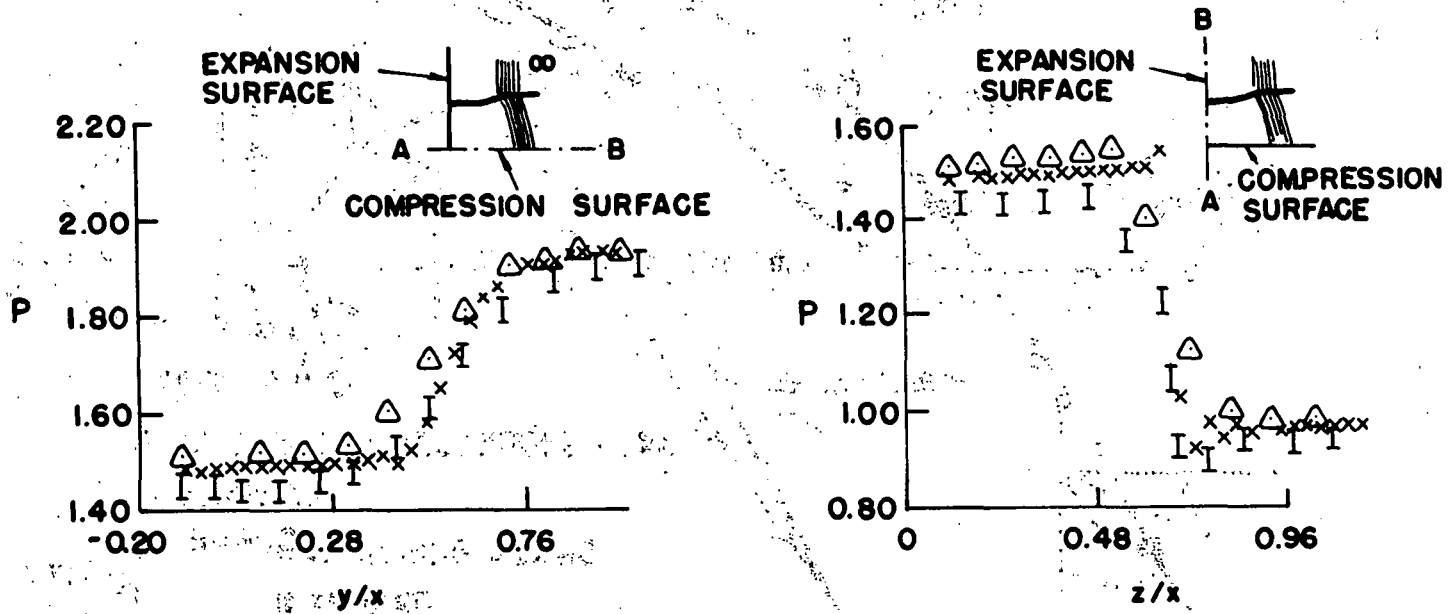 EXPANSION
SURFACE
∞
A
B
COMPRESSION SURFACE
2.20
2.00
1.80
1.60
1.40
P
-0.20
0.28
0.76
y/x
B
EXPANSION
SURFACE
A
COMPRESSION
SURFACE
1.60
1.40
1.20
1.00
0.80
P
0
0.48
0.96
z/x